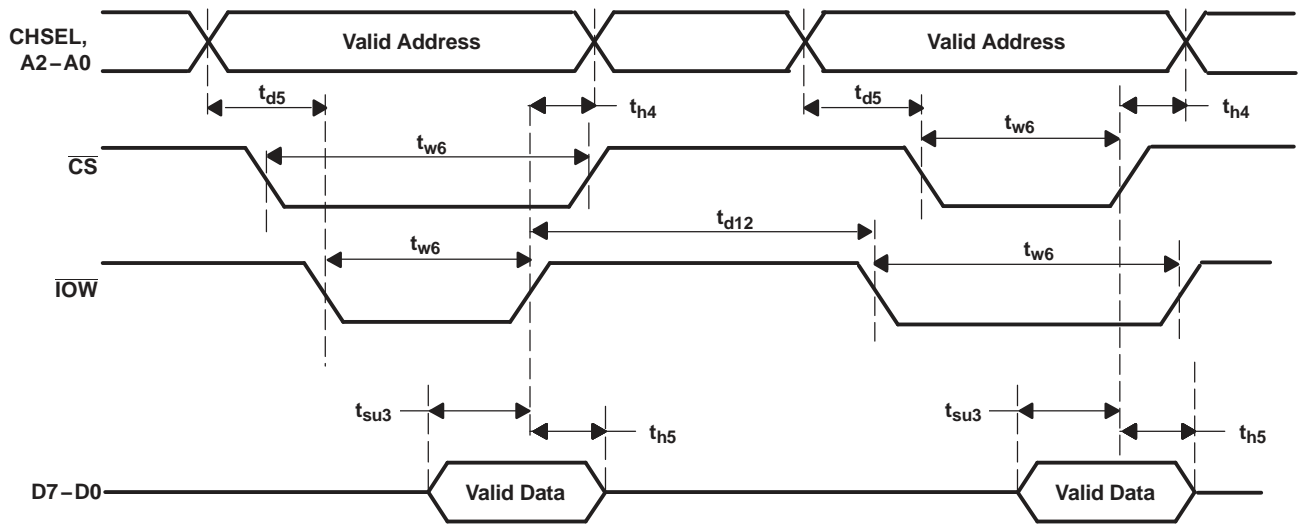 CHSEL,
A2–A0
Valid Address
Valid Address
td5
th4
td5
th4
CS
tw6
tw6
td12
IOW
tw6
tw6
tsu3
th5
tsu3
th5
D7–D0
Valid Data
Valid Data